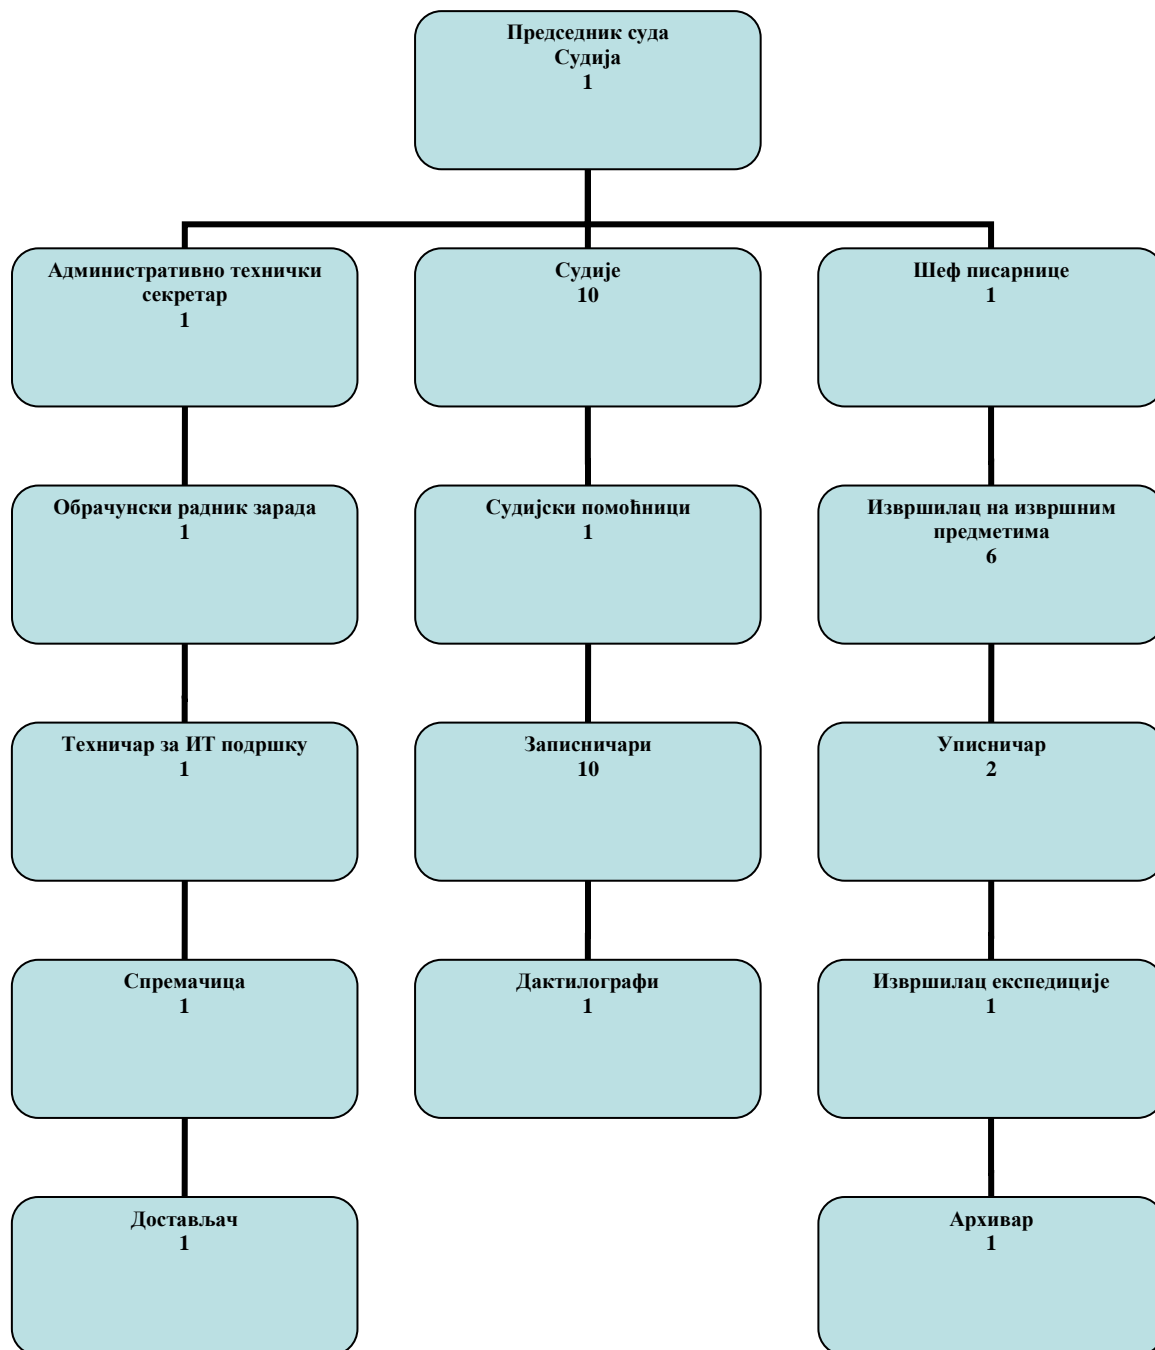 Председник суда
Судија
1
Административно технички
секретар
1
Судије
10
Шеф писарнице
1
Обрачунски радник зарада
1
Судијски помоћници
1
Извршилац на извршним
предметима
6
Техничар за ИТ подршку
1
Записничари
10
Уписничар
2
Спремачица
1
Дактилографи
1
Извршилац експедиције
1
Достављач
1
Архивар
1